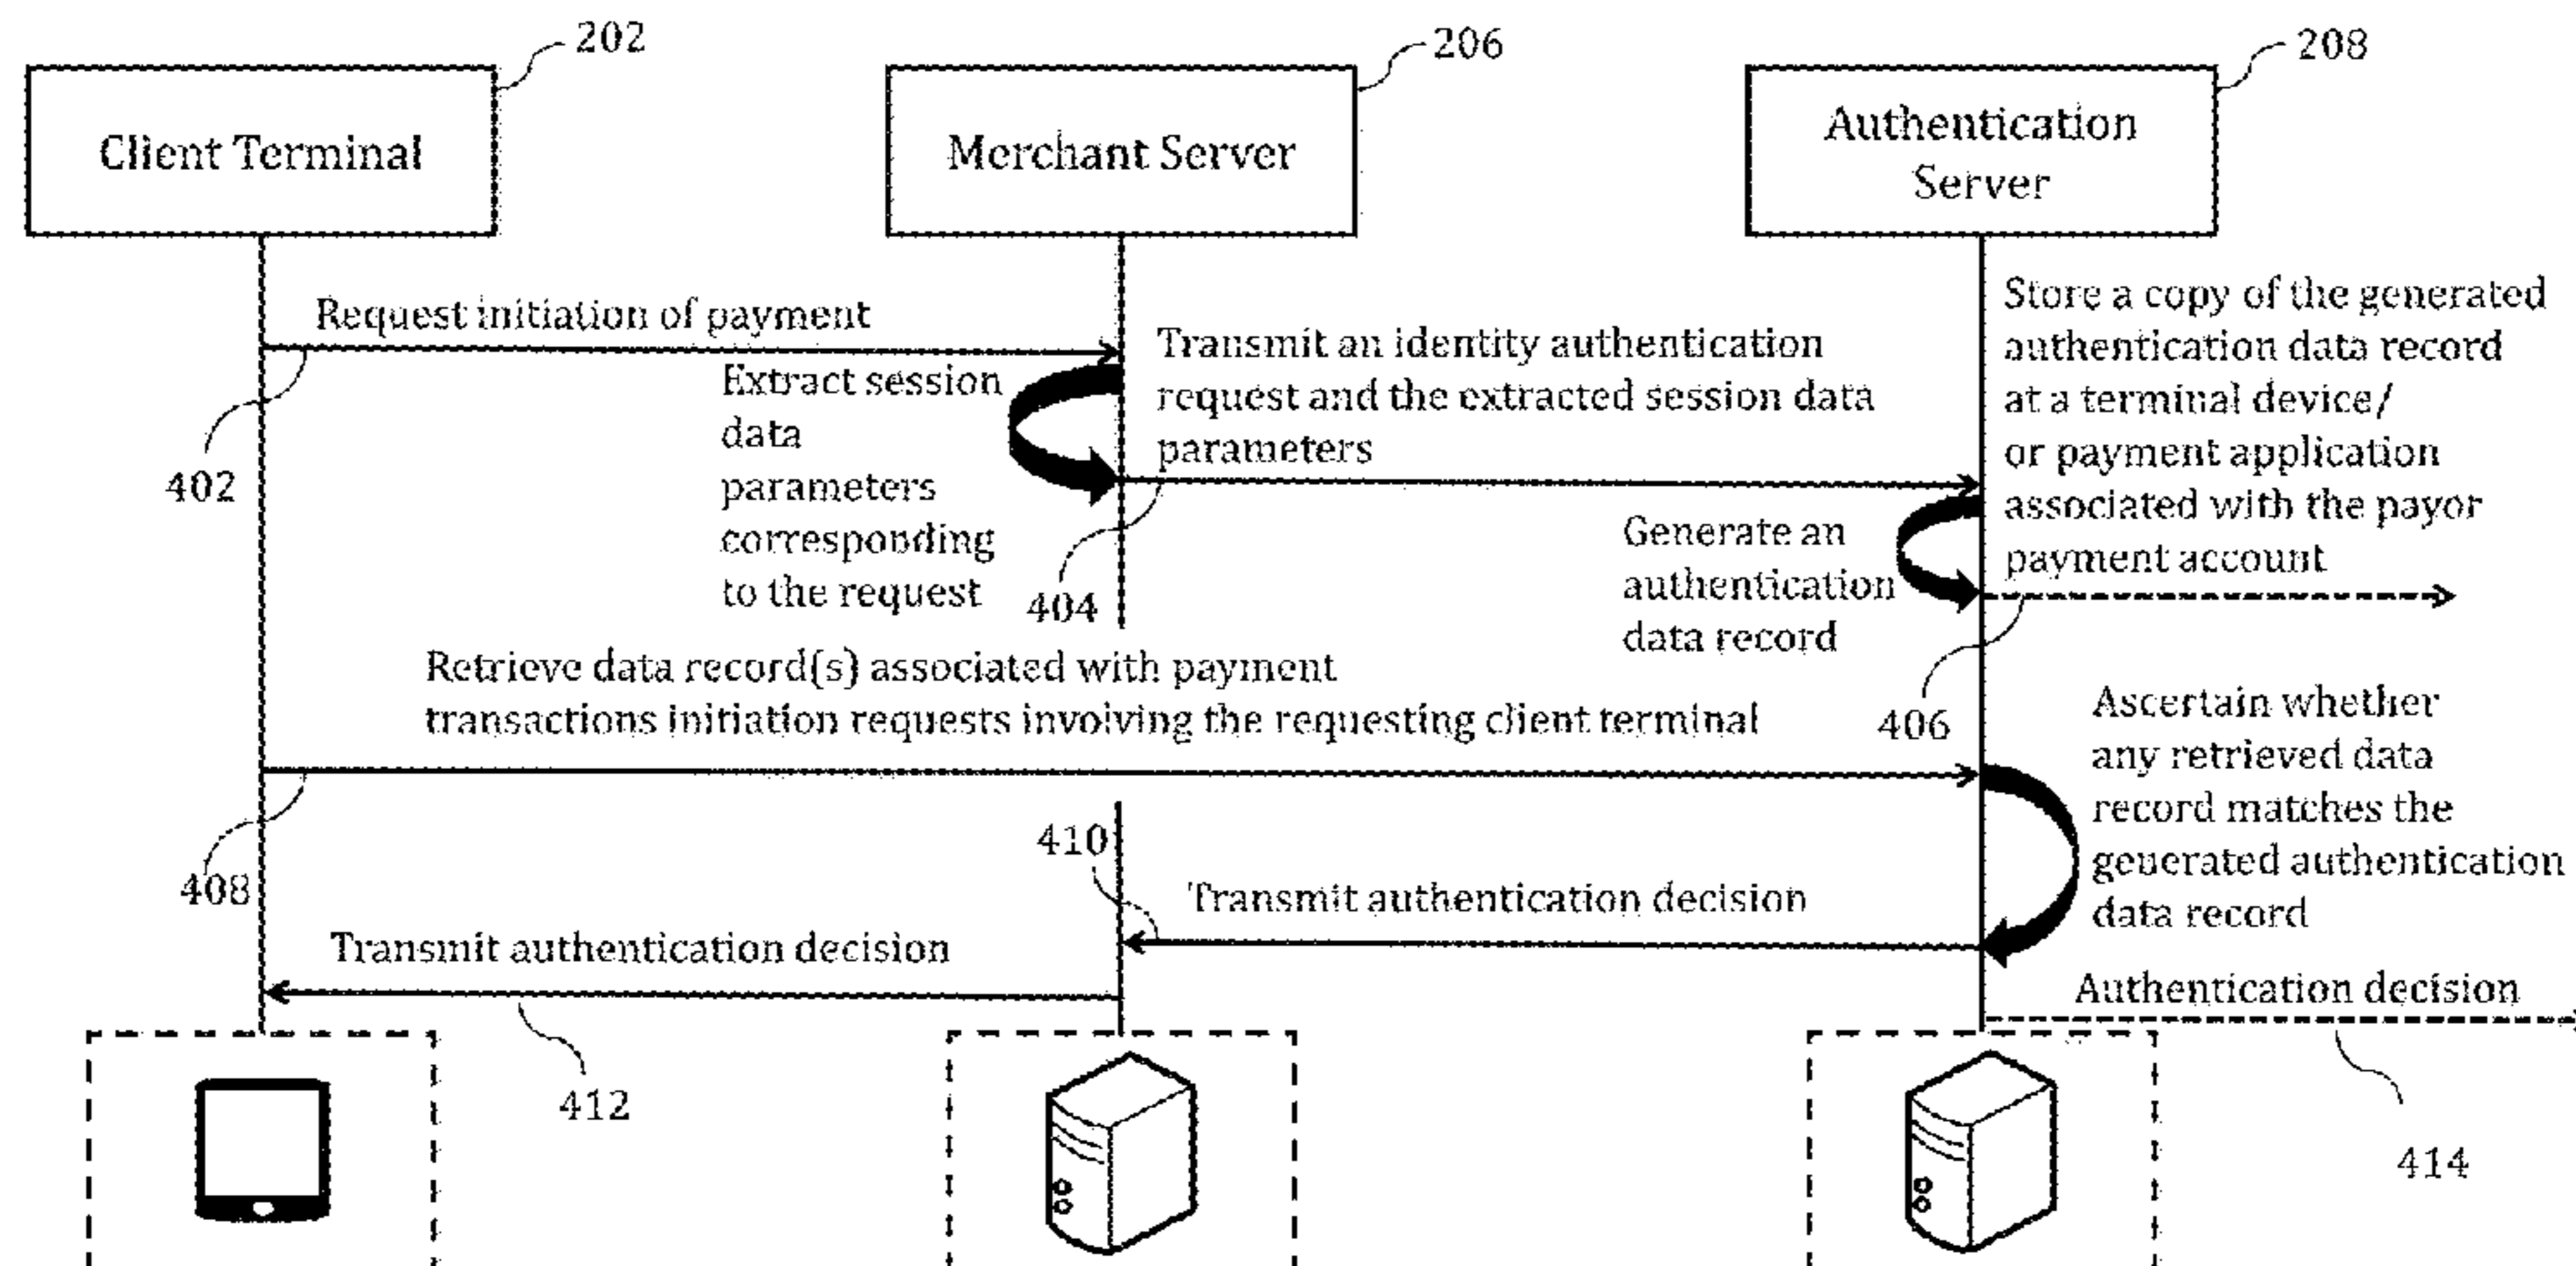 202
206
208
Client Terminal
Merchant Server
Authentication
Server
Request initiation of payment
402
Extract session
data
parameters
corresponding
to the request
Transmit an identity authentication
request and the extracted session data
parameters
404
Generate an
authentication
data record
Store a copy of the generated
authentication data record
at a terminal device/
or payment application
associated with the payor
payment account
406
Retrieve data record(s) associated with payment
transactions initiation requests involving the requesting client terminal
408
Ascertain whether
any retrieved data
record matches the
generated authentication
data record
410
Transmit authentication decision
Transmit authentication decision
412
Authentication decision
414